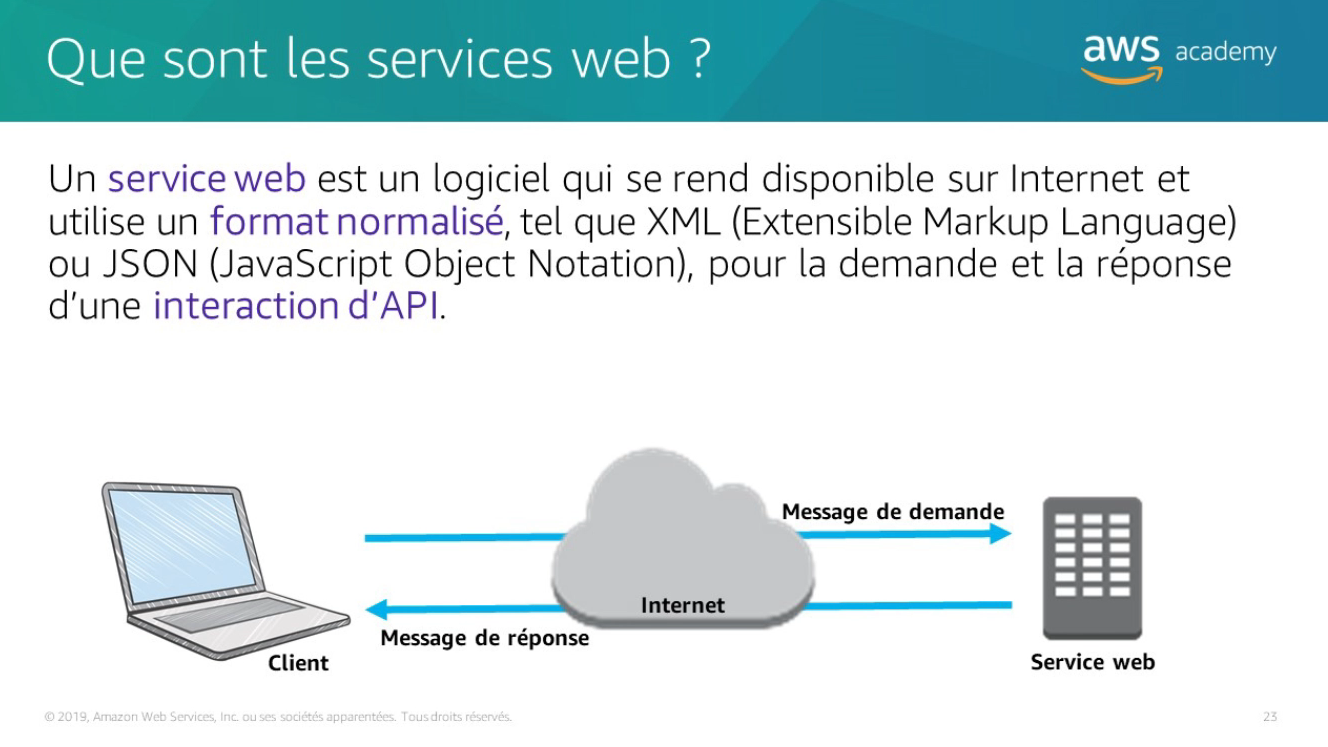 Que sont les services web ?
aws academy
Un service web est un logiciel qui se rend disponible sur Internet et
utilise un format normalisé, tel que XML (Extensible Markup Language)
ou JSON (JavaScript Object Notation), pour la demande et la réponse
d’une interaction d’API.
Message de demande
Internet
Message de réponse
Client
Service web
© 2019, Amazon Web Services, Inc. ou ses sociétés apparentées. Tous droits réservés.
23